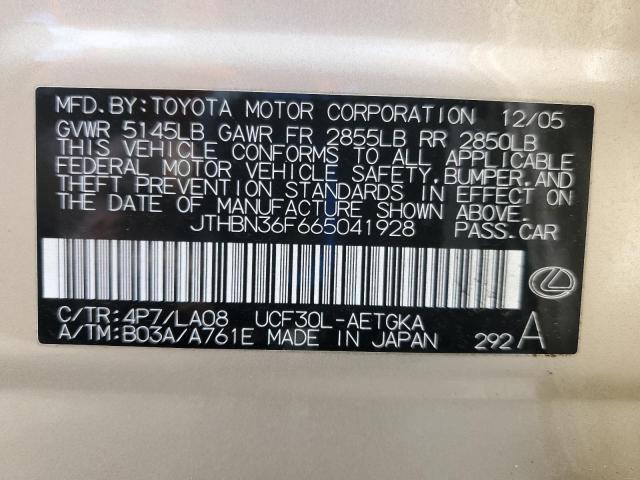 MFD.BY:TOYOTA MOTOR CORPORATION 12/05
GVWR 5145LB GAWR FR 2855LB RR 2850LB
THIS VEHICLE CONFORMS TO ALL APPLICABLE
FEDERAL MOTOR VEHICLE SAFETY,BUMPER,AND
THEFT PREVENTION STANDARDS IN EFFECT ON
THE DATE OF MANUFACTURE SHOWN ABOVE.
JTHBN36F665041928 PASS.CAR
C/TR:4P7/LA08 UCF30L-AETGKA
A/TM:B03A/A761E MADE IN JAPAN 292 A